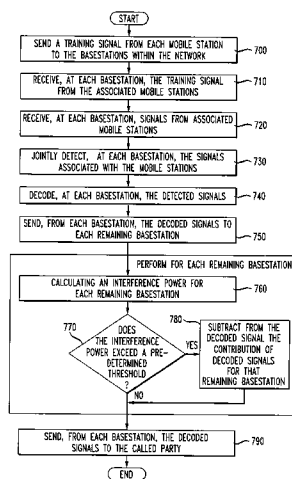 START
SEND A TRAINING SIGNAL FROM EACH MOBILE STATION
TO THE BASESTATIONS WITHIN THE NETWORK
700
RECEIVE, AT EACH BASESTATION, THE TRAINING SIGNAL
FROM THE ASSOCIATED MOBILE STATIONS
710
RECEIVE, AT EACH BASESTATION, SIGNALS FROM ASSOCIATED
MOBILE STATIONS
720
JOINTLY DETECT, AT EACH BASESTATION, THE SIGNALS
ASSOCIATED WITH THE MOBILE STATIONS
730
DECODE, AT EACH BASESTATION, THE DETECTED SIGNALS
740
SEND, FROM EACH BASESTATION, THE DECODED SIGNALS TO
EACH REMAINING BASESTATION
750
PERFORM FOR EACH REMAINING BASESTATION
CALCULATING AN INTERFERENCE POWER FOR
EACH REMAINING BASESTATION
760
770
DOES
THE INTERFERENCE
POWER EXCEED A PRE-
DETERMINED
THRESHOLD
?
YES
NO
780
SUBTRACT FROM THE
DECODED SIGNAL THE
CONTRIBUTION OF
DECODED SIGNALS
FOR THAT
REMAINING BASESTATION
SEND, FROM EACH BASESTATION, THE DECODED
SIGNALS TO THE CALLED PARTY
790
END